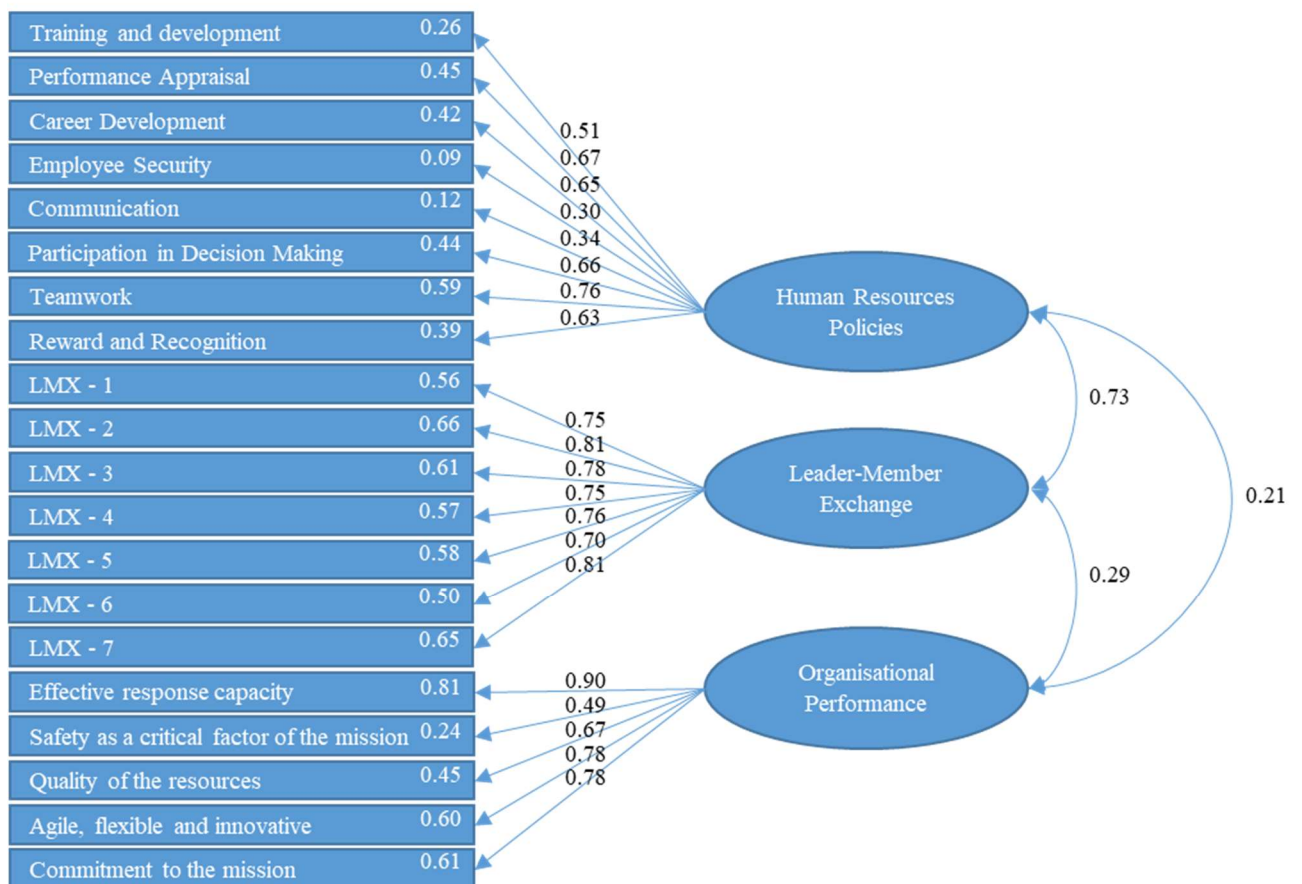 Training and development 0.26
Performance Appraisal 0.45
Career Development 0.42
Employee Security 0.09
Communication 0.12
Participation in Decision Making 0.44
Teamwork 0.59
Reward and Recognition 0.39
LMX - 1 0.56
LMX - 2 0.66
LMX - 3 0.61
LMX - 4 0.57
LMX - 5 0.58
LMX - 6 0.50
LMX - 7 0.65
Effective response capacity 0.81
Safety as a critical factor of the mission 0.24
Quality of the resources 0.45
Agile, flexible and innovative 0.60
Commitment to the mission 0.61
0.51
0.67
0.65
0.30
0.34
0.66
0.76
0.63
0.75
0.81
0.78
0.75
0.76
0.70
0.81
0.90
0.49
0.67
0.78
0.78
Human Resources
Policies
Leader-Member
Exchange
Organisational
Performance
0.73
0.29
0.21